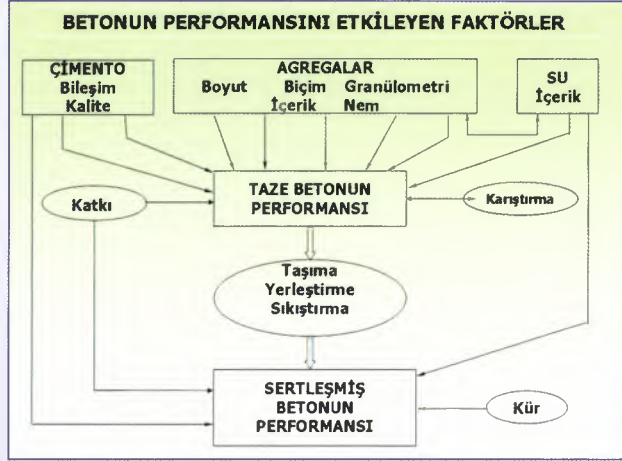 BETONUN PERFORMANSINI ETKİLEYEN FAKTÖRLER
ÇİMENTO
Bileşim
Kalite
AGREGALAR
Boyut Biçim Granülometri
İçerik Nem
SU
İçerik
Katkı
TAZE BETONUN
PERFORMANSI
Karıştırma
Taşıma
Yerleştirme
Sıkıştırma
SERTLEŞMİŞ
BETONUN
PERFORMANSI
Kür